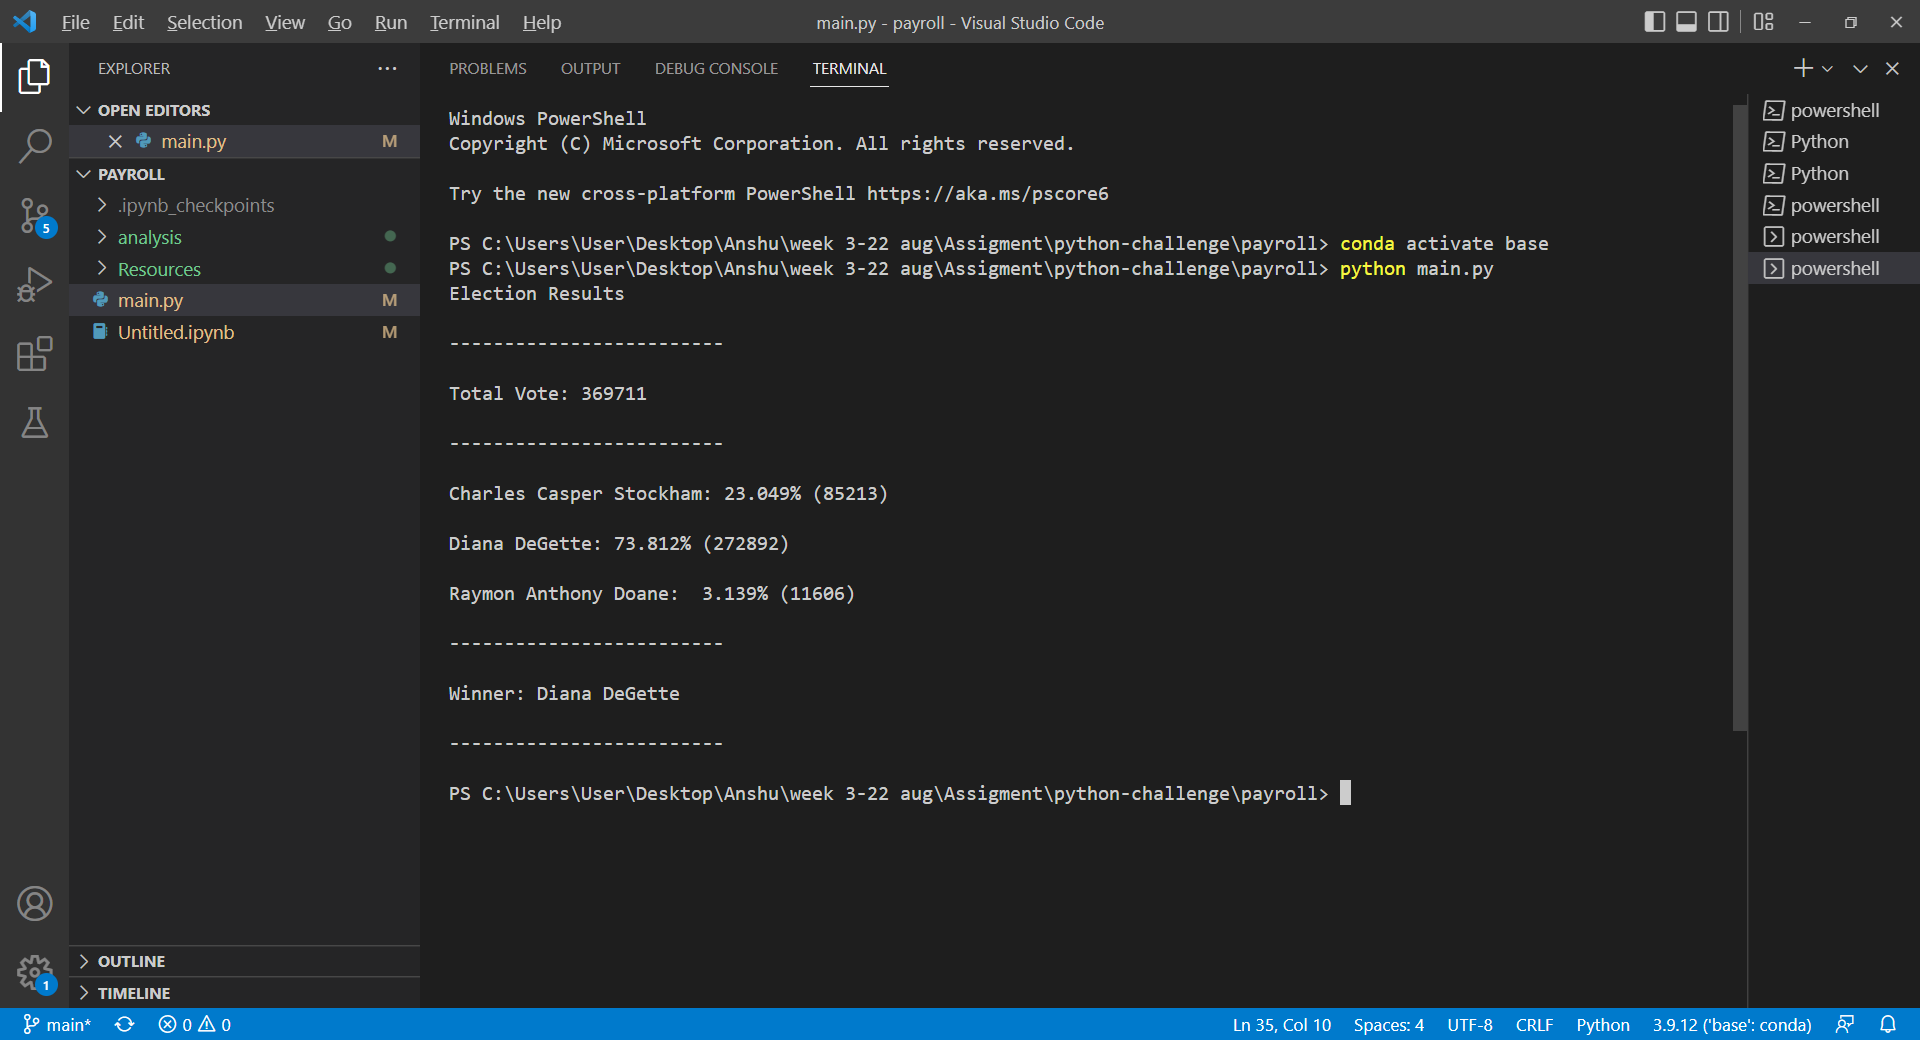 File Edit Selection View Go Run Terminal Help
main.py - payroll - Visual Studio Code
EXPLORER
OPEN EDITORS
main.py M
PAYROLL
.ipynb_checkpoints
analysis
Resources
main.py M
Untitled.ipynb M
OUTLINE
TIMELINE
5
1
PROBLEMS OUTPUT DEBUG CONSOLE TERMINAL
Windows PowerShell
Copyright (C) Microsoft Corporation. All rights reserved.
Try the new cross-platform PowerShell https://aka.ms/pscore6
PS C:\Users\User\Desktop\Anshu\week 3-22 aug\Assigment\python-challenge\payroll> conda activate base
PS C:\Users\User\Desktop\Anshu\week 3-22 aug\Assigment\python-challenge\payroll> python main.py
Election Results
-------------------------
Total Vote: 369711
-------------------------
Charles Casper Stockham: 23.049% (85213)
Diana DeGette: 73.812% (272892)
Raymon Anthony Doane:  3.139% (11606)
-------------------------
Winner: Diana DeGette
-------------------------
PS C:\Users\User\Desktop\Anshu\week 3-22 aug\Assigment\python-challenge\payroll>
powershell
Python
Python
powershell
powershell
powershell
main* 0 0 Ln 35, Col 10 Spaces: 4 UTF-8 CRLF Python 3.9.12 ('base': conda)